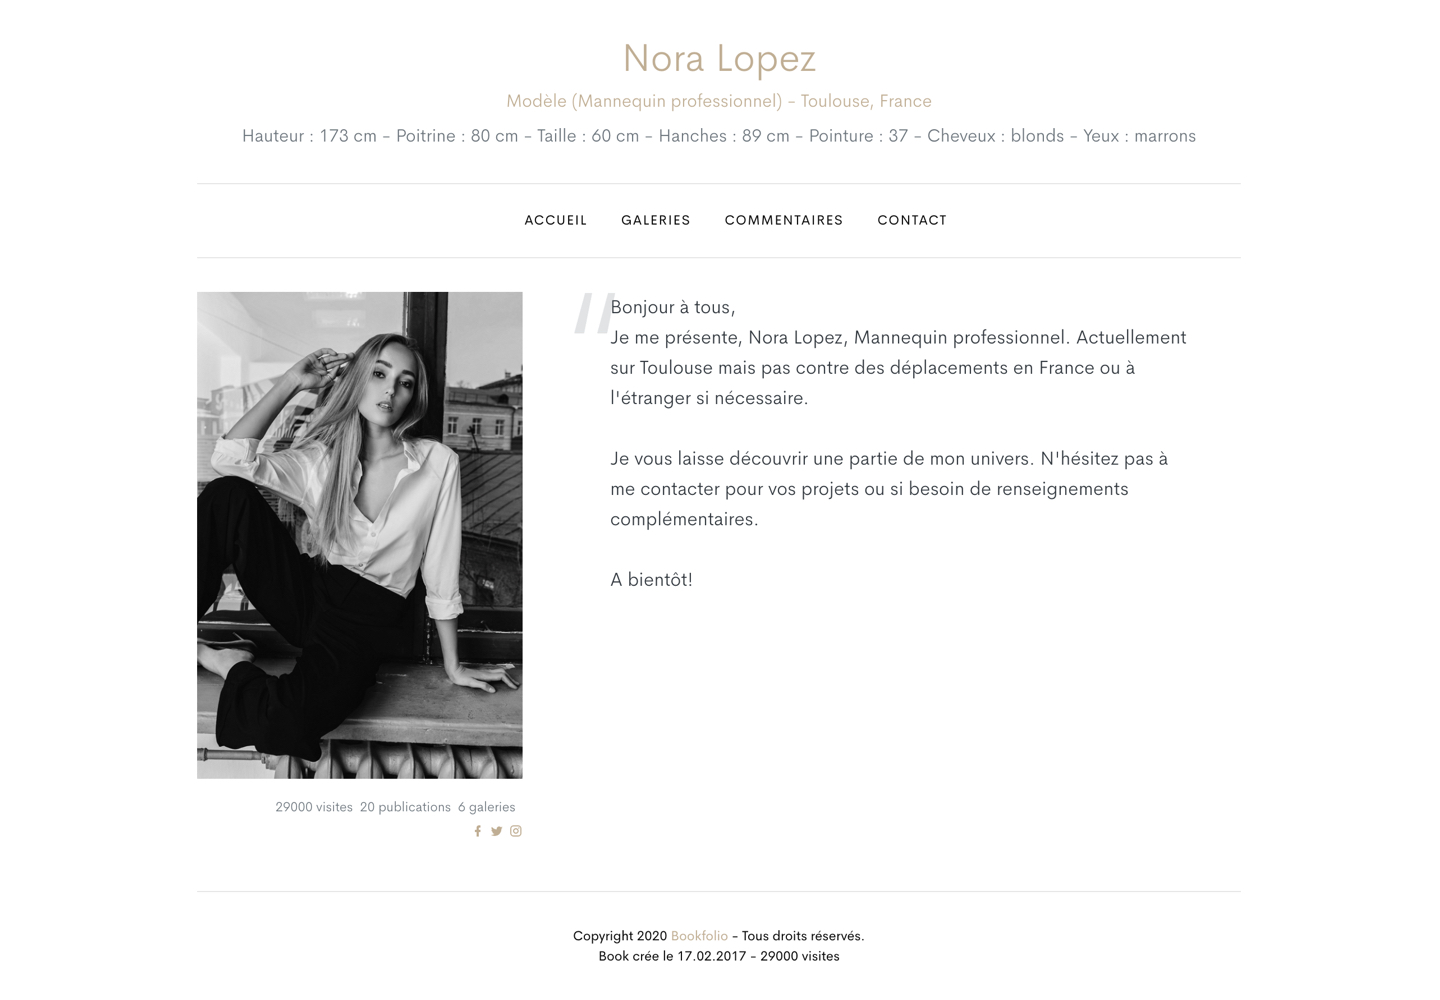 Nora Lopez
Modèle (Mannequin professionnel) - Toulouse, France
Hauteur : 173 cm - Poitrine : 80 cm - Taille : 60 cm - Hanches : 89 cm - Pointure : 37 - Cheveux : blonds - Yeux : marrons
ACCUEIL GALERIES COMMENTAIRES CONTACT
Bonjour à tous,
Je me présente, Nora Lopez, Mannequin professionnel. Actuellement
sur Toulouse mais pas contre des déplacements en France ou à
l'étranger si nécessaire.
Je vous laisse découvrir une partie de mon univers. N'hésitez pas à
me contacter pour vos projets ou si besoin de renseignements
complémentaires.
A bientôt!
29000 visites 20 publications 6 galeries
Copyright 2020 Bookfolio - Tous droits réservés.
Book crée le 17.02.2017 - 29000 visites